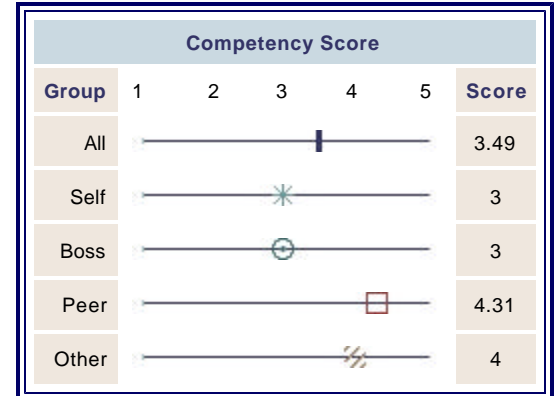 Competency Score
Group 1 2 3 4 5 Score
All 3.49
Self 3
Boss 3
Peer 4.31
Other 4